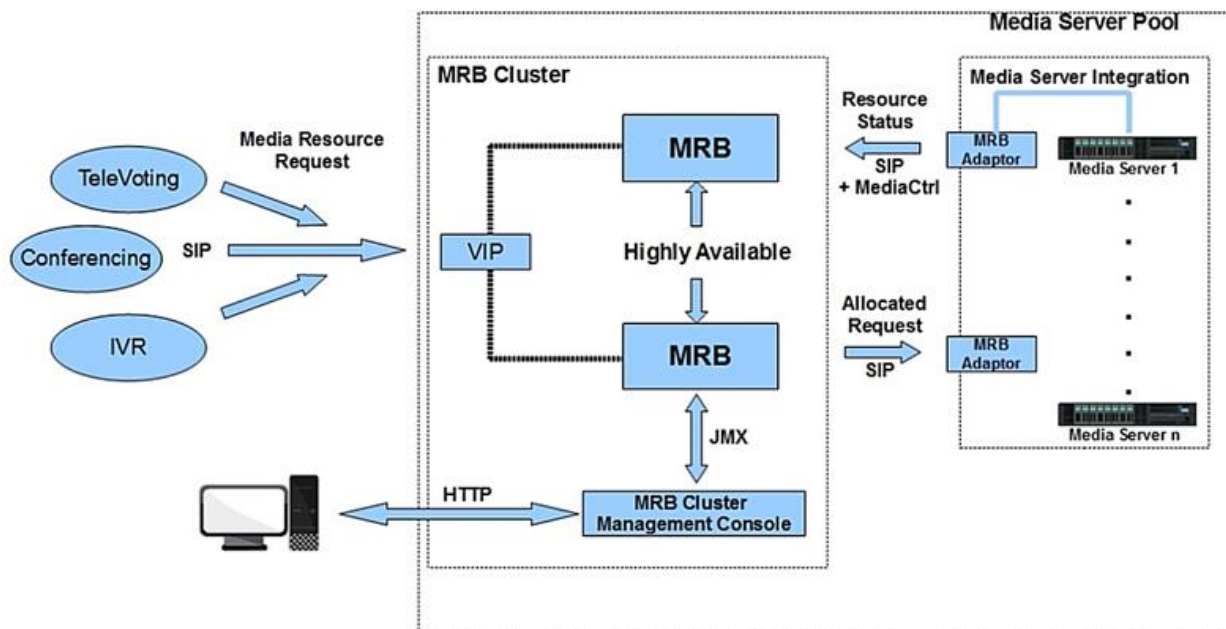 Media Server Pool
MRB Cluster
Media Server Integration
Media Resource
Request
TeleVoting
Conferencing
IVR
SIP
VIP
MRB
Highly Available
MRB
JMX
HTTP
MRB Cluster
Management Console
Resource
Status
SIP
+ MediaCtrl
MRB
Adaptor
Media Server 1
Allocated
Request
SIP
MRB
Adaptor
Media Server n